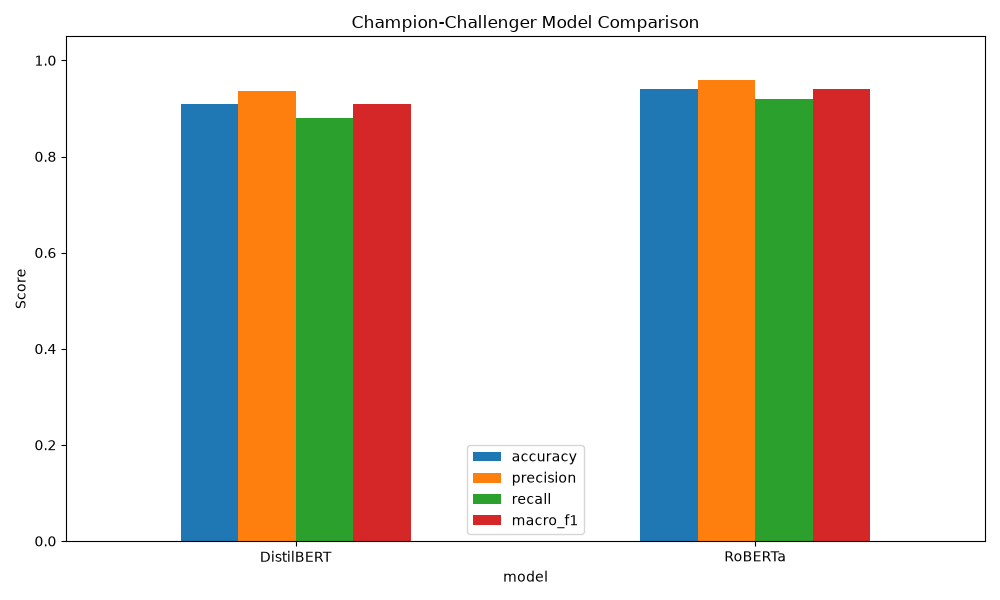 Champion-Challenger Model Comparison
Score
1.0
0.8
0.6
0.4
0.2
0.0
accuracy
precision
recall
macro_f1
DistilBERT
RoBERTa
model